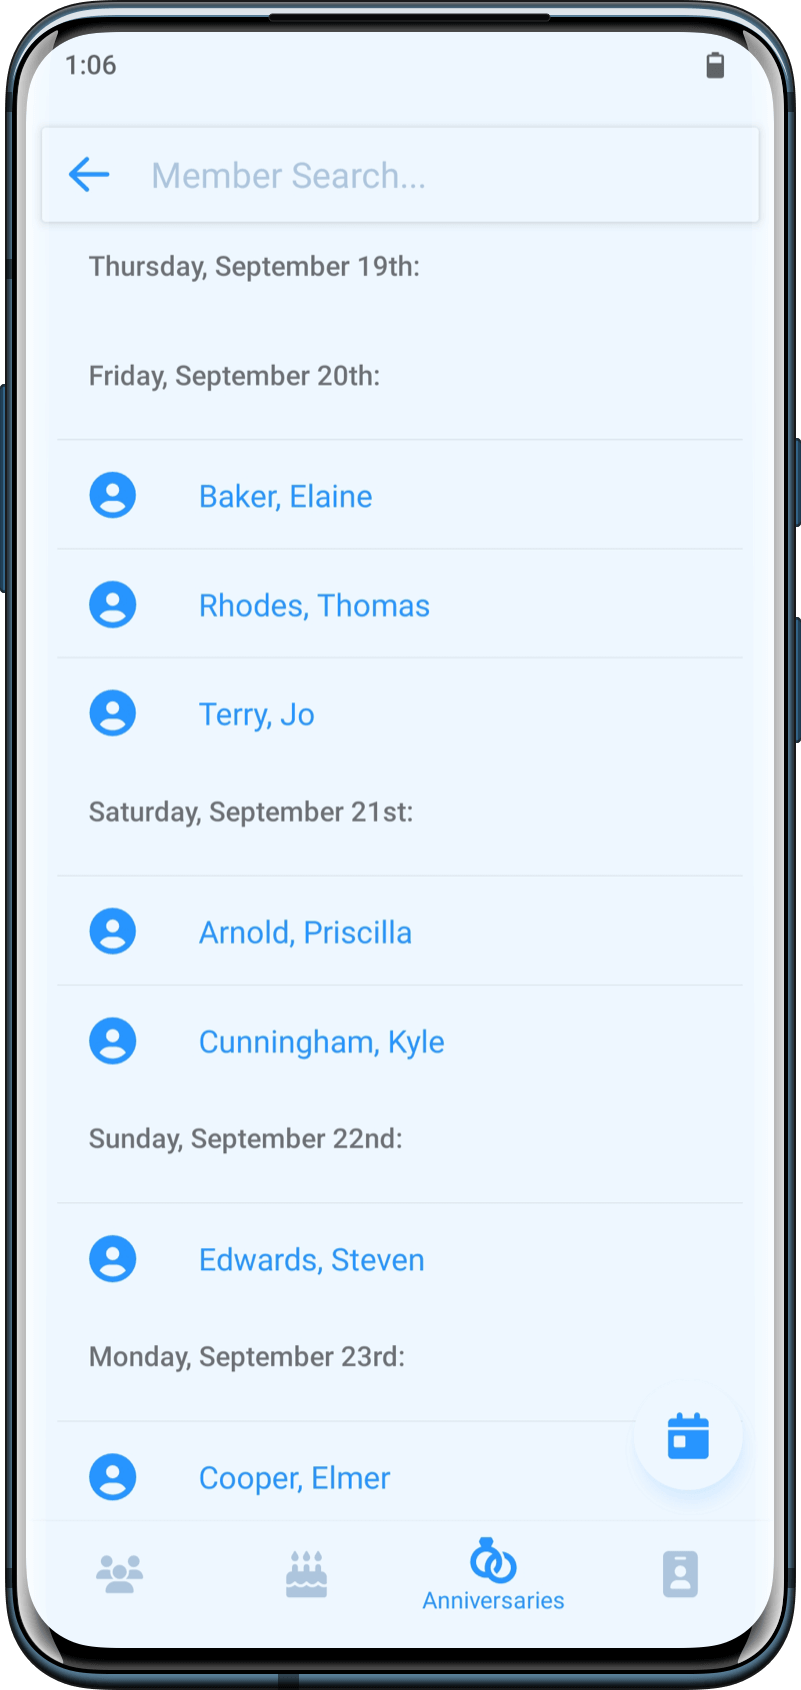 1:06
Member Search...
Thursday, September 19th:
Friday, September 20th:
Baker, Elaine
Rhodes, Thomas
Terry, Jo
Saturday, September 21st:
Arnold, Priscilla
Cunningham, Kyle
Sunday, September 22nd:
Edwards, Steven
Monday, September 23rd:
Cooper, Elmer
Anniversaries